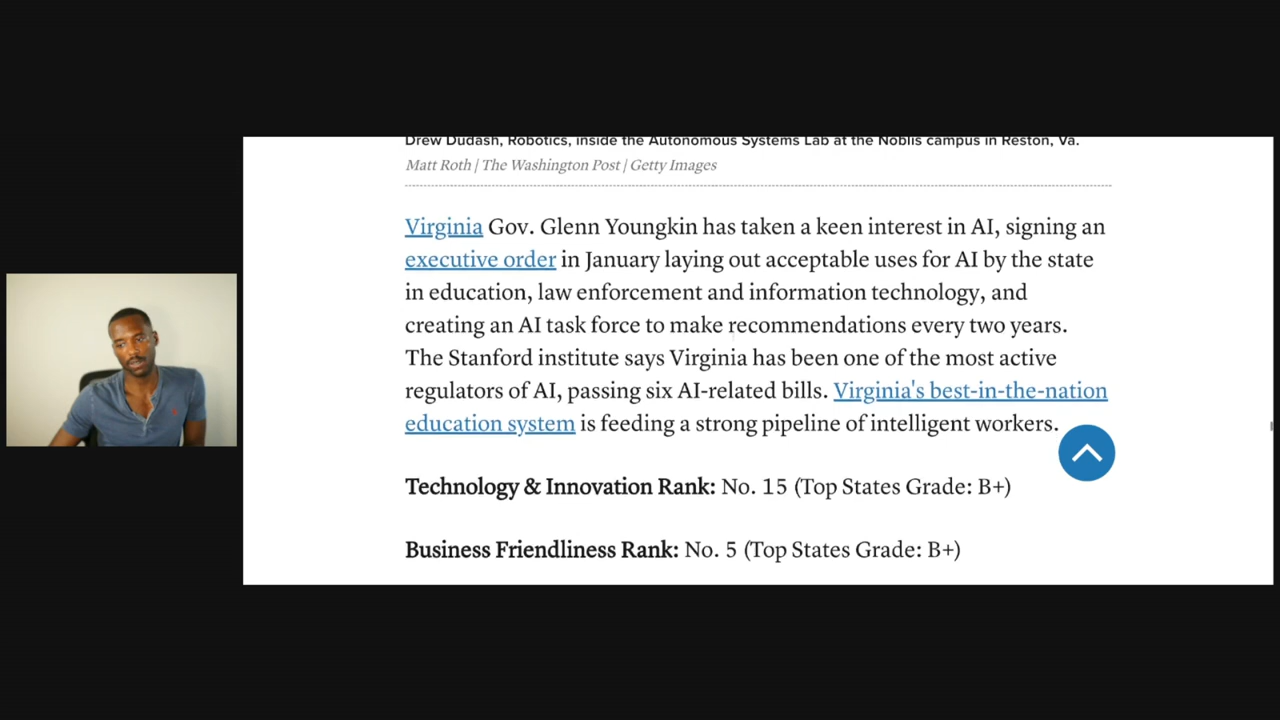 Drew Dudash, Robotics, inside the Autonomous Systems Lab at the Noblis campus in Reston, Va.
Matt Roth | The Washington Post | Getty Images
Virginia Gov. Glenn Youngkin has taken a keen interest in AI, signing an
executive order in January laying out acceptable uses for AI by the state
in education, law enforcement and information technology, and
creating an AI task force to make recommendations every two years.
The Stanford institute says Virginia has been one of the most active
regulators of AI, passing six AI-related bills. Virginia's best-in-the-nation
education system is feeding a strong pipeline of intelligent workers.
Technology & Innovation Rank: No. 15 (Top States Grade: B+)
Business Friendliness Rank: No. 5 (Top States Grade: B+)